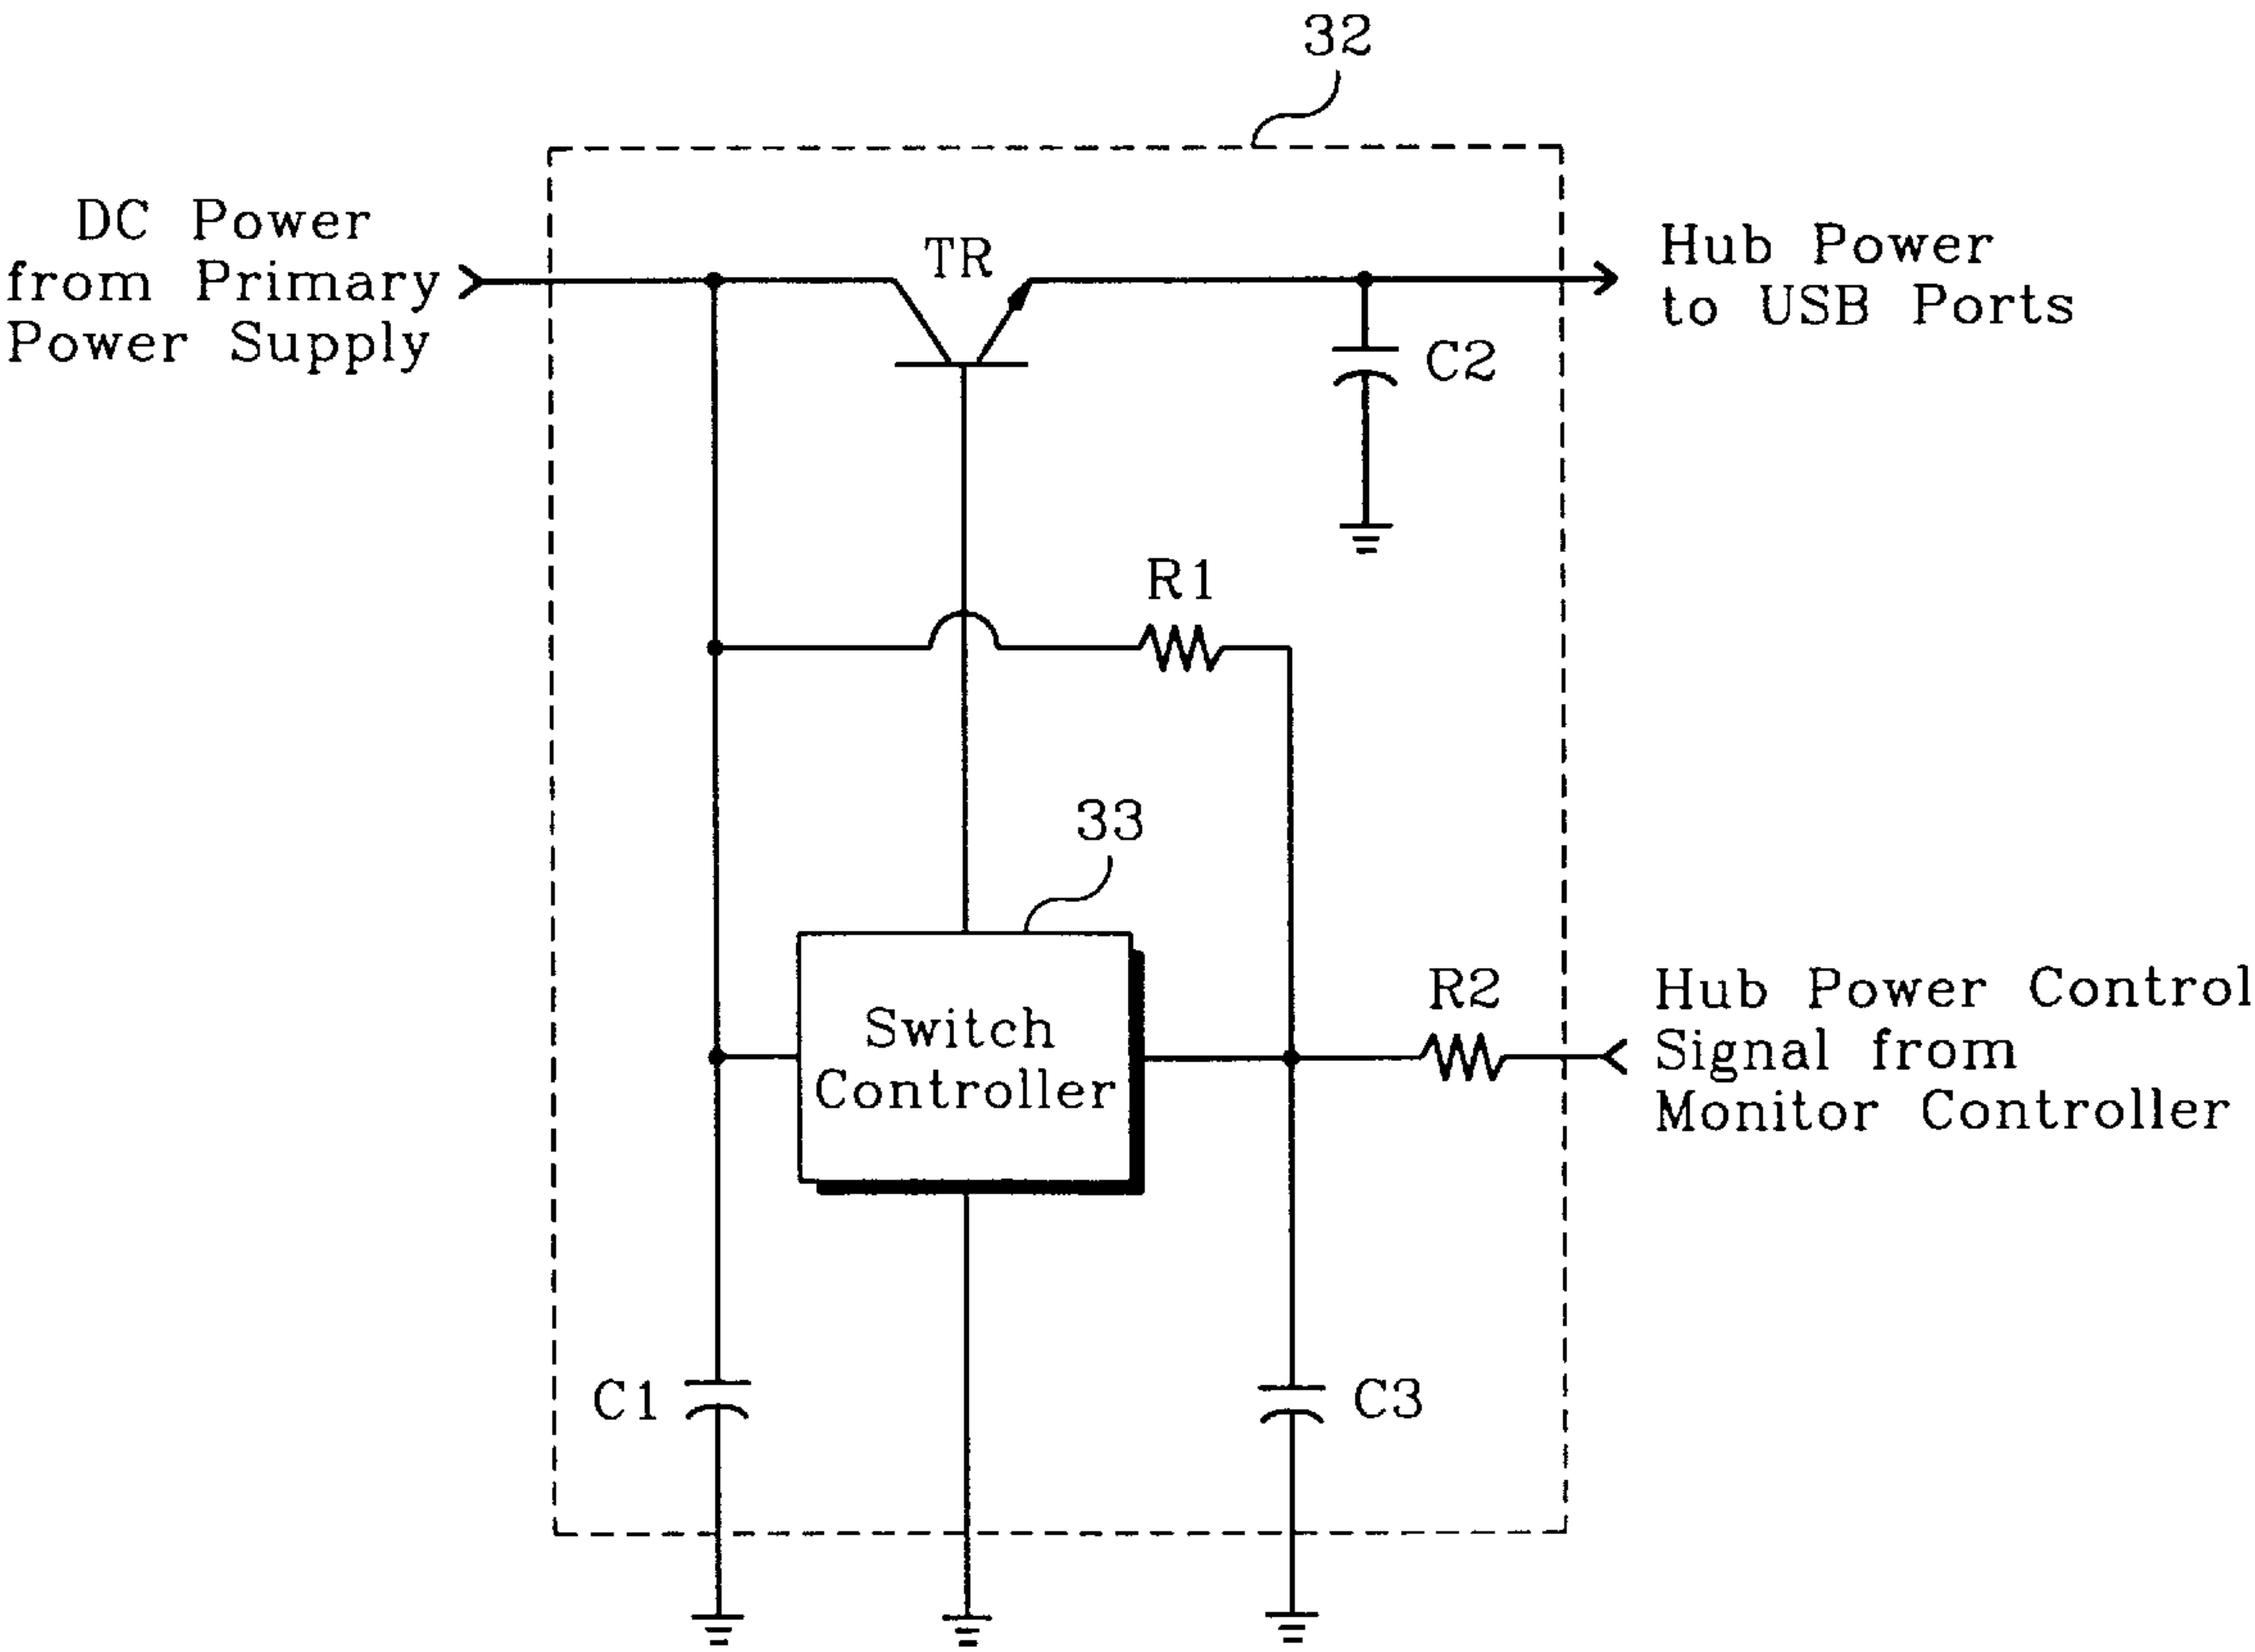 32
DC Power
from Primary
Power Supply
TR
Hub Power
to USB Ports
C2
R1
33
Switch
Controller
R2
Hub Power Control
Signal from
Monitor Controller
C1
C3